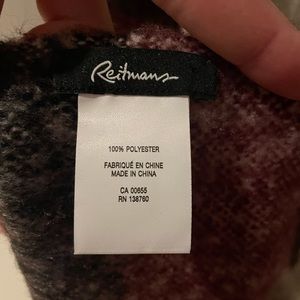 Reitmans
100% POLYESTER
FABRIQUÉ EN CHINE
MADE IN CHINA
CA 00655
RN 138760